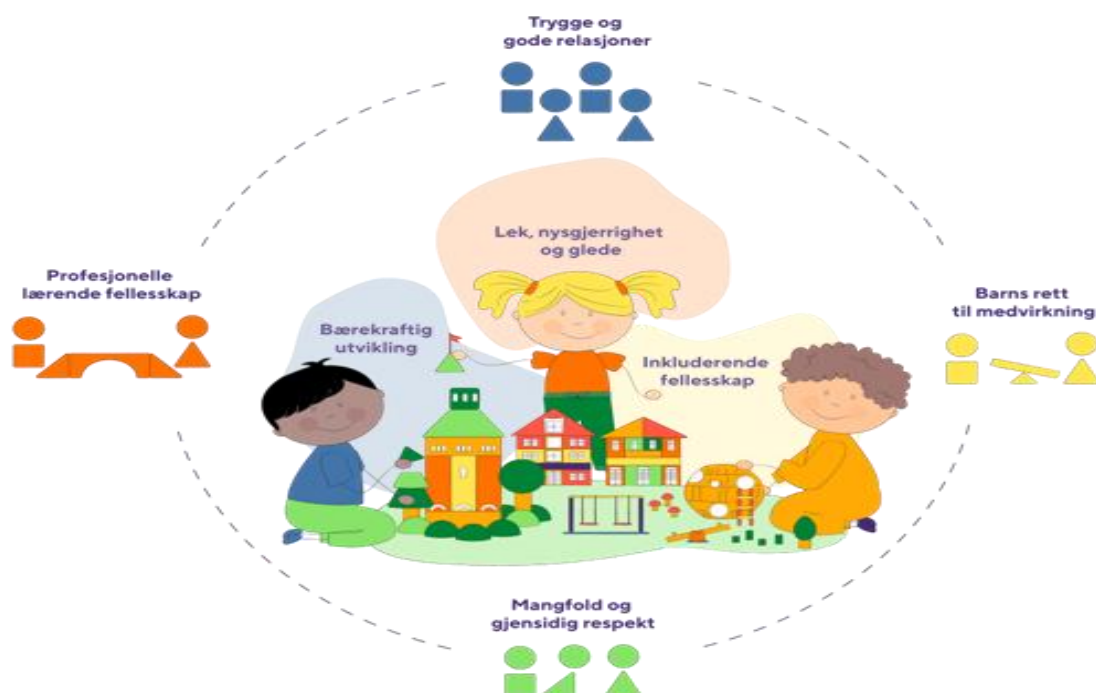 Trygge og
gode relasjoner
Lek, nysgjerrighet
og glede
Profesjonelle
lærende fellesskap
Barns rett
til medvirkning
Bærekraftig
utvikling
Inkluderende
fellesskap
Mangfold og
gjensidig respekt